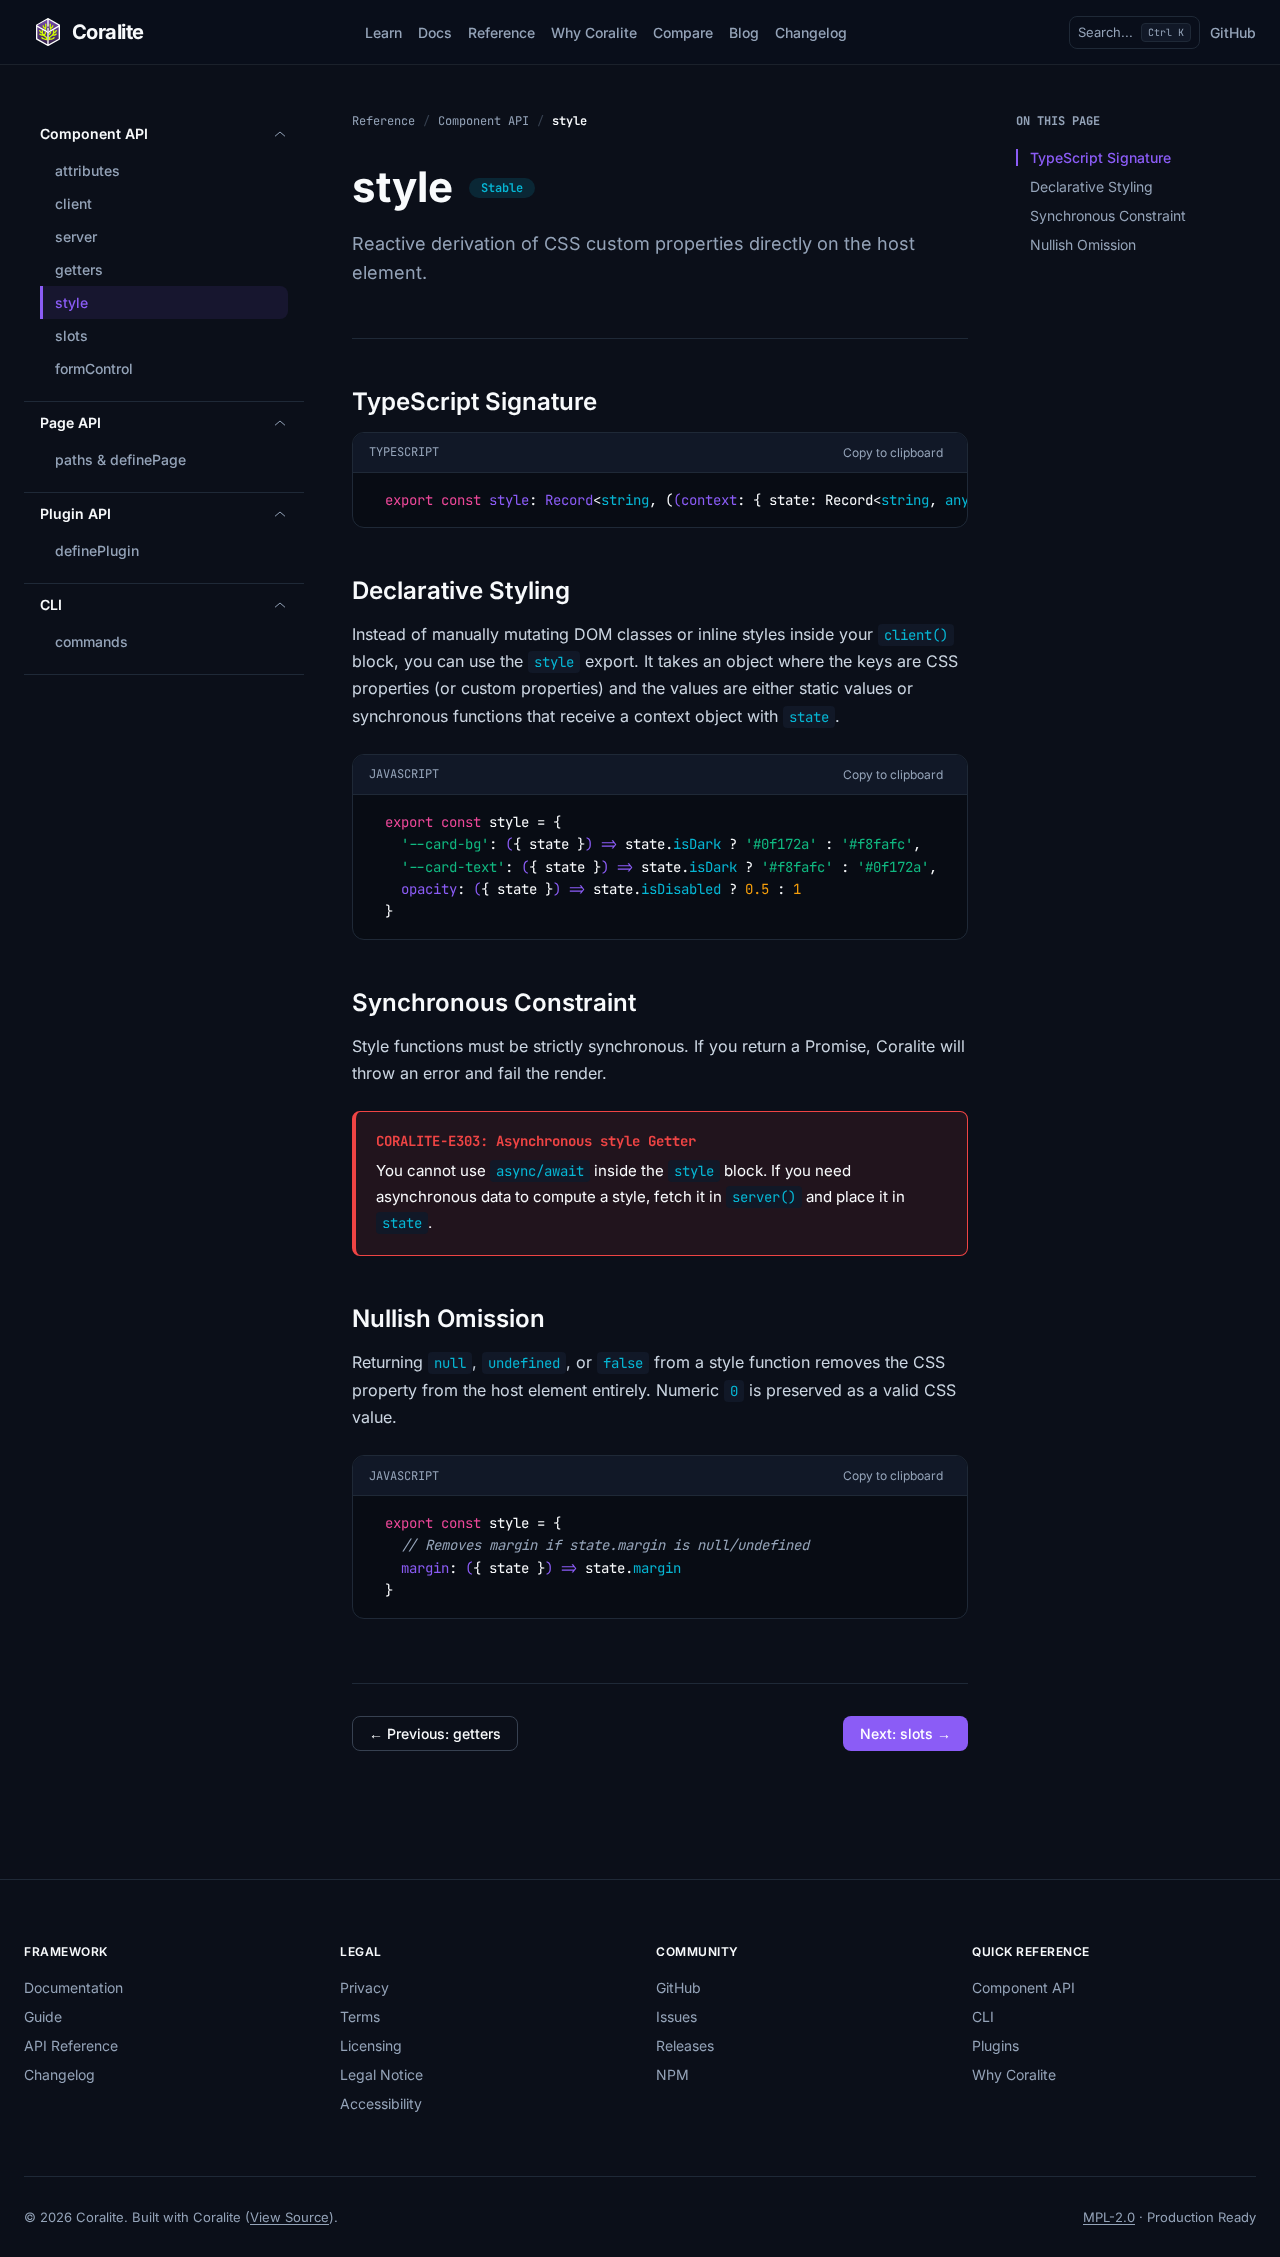 Coralite
Learn Docs Reference Why Coralite Compare Blog Changelog
Search... Ctrl K GitHub
Component API
attributes
client
server
getters
style
slots
formControl
Page API
paths & definePage
Plugin API
definePlugin
CLI
commands
Reference / Component API / style
style Stable
Reactive derivation of CSS custom properties directly on the host
element.
TypeScript Signature
TYPESCRIPT Copy to clipboard
export const style: Record<string, ((context: { state: Record<string, any
Declarative Styling
Instead of manually mutating DOM classes or inline styles inside your client()
block, you can use the style export. It takes an object where the keys are CSS
properties (or custom properties) and the values are either static values or
synchronous functions that receive a context object with state.
JAVASCRIPT Copy to clipboard
export const style = {
'--card-bg': ({ state }) => state.isDark ? '#0f172a' : '#f8fafc',
'--card-text': ({ state }) => state.isDark ? '#f8fafc' : '#0f172a',
opacity: ({ state }) => state.isDisabled ? 0.5 : 1
}
Synchronous Constraint
Style functions must be strictly synchronous. If you return a Promise, Coralite will
throw an error and fail the render.
CORALITE-E303: Asynchronous style Getter
You cannot use async/await inside the style block. If you need
asynchronous data to compute a style, fetch it in server() and place it in
state.
Nullish Omission
Returning null, undefined, or false from a style function removes the CSS
property from the host element entirely. Numeric 0 is preserved as a valid CSS
value.
JAVASCRIPT Copy to clipboard
export const style = {
// Removes margin if state.margin is null/undefined
margin: ({ state }) => state.margin
}
← Previous: getters
Next: slots →
ON THIS PAGE
TypeScript Signature
Declarative Styling
Synchronous Constraint
Nullish Omission
FRAMEWORK
Documentation
Guide
API Reference
Changelog
LEGAL
Privacy
Terms
Licensing
Legal Notice
Accessibility
COMMUNITY
GitHub
Issues
Releases
NPM
QUICK REFERENCE
Component API
CLI
Plugins
Why Coralite
© 2026 Coralite. Built with Coralite (View Source).
MPL-2.0 · Production Ready